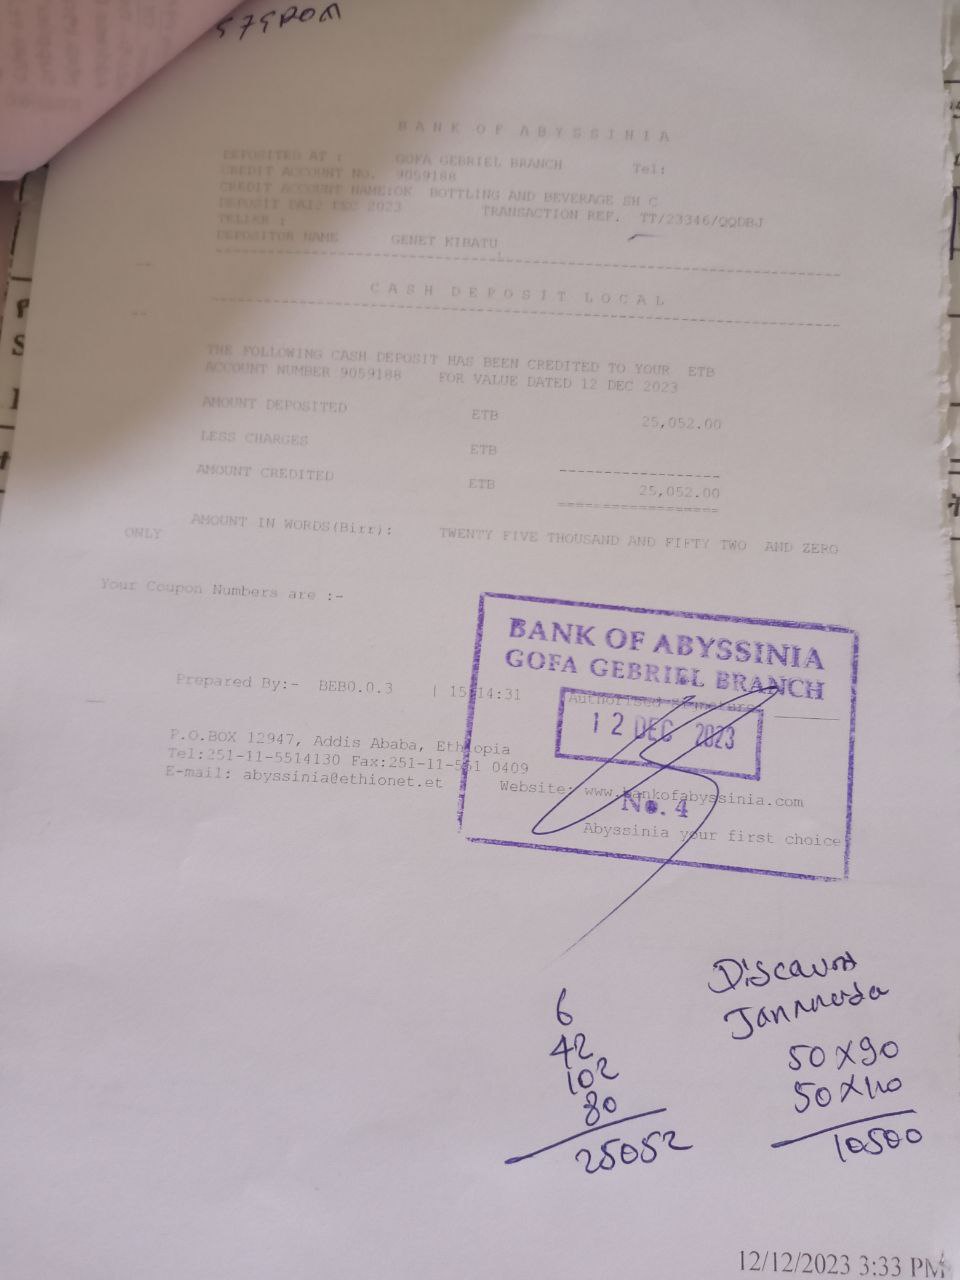 BANK OF ABYSSINIA
DEPOSITED AT : GOFA GEBRIEL BRANCH Tel:
CREDIT ACCOUNT NO. 9059188
CREDIT ACCOUNT NAME:OK BOTTLING AND BEVERAGE SH C
DEPOSIT DA12 DEC 2023 TRANSACTION REF. TT/23346/QQDBJ
TELLER :
DEPOSITOR NAME GENET KIBATU
CASH DEPOSIT LOCAL
THE FOLLOWING CASH DEPOSIT HAS BEEN CREDITED TO YOUR ETB
ACCOUNT NUMBER 9059188 FOR VALUE DATED 12 DEC 2023
AMOUNT DEPOSITED ETB 25,052.00
LESS CHARGES ETB
AMOUNT CREDITED ETB 25,052.00
AMOUNT IN WORDS(Birr): TWENTY FIVE THOUSAND AND FIFTY TWO AND ZERO
ONLY
Your Coupon Numbers are :-
BANK OF ABYSSINIA
GOFA GEBRIEL BRANCH
Prepared By:- BEB0.0.3 | 15:14:31 Authorised Signature
12 DEC 2023
P.O.BOX 12947, Addis Ababa, Ethiopia
Tel:251-11-5514130 Fax:251-11-551 0409
E-mail: abyssinia@ethionet.et Website: www.bankofabyssinia.com
No. 4
Abyssinia your first choice
6
42
102
80
25052
50X90
50X110
10500
12/12/2023 3:33 PM